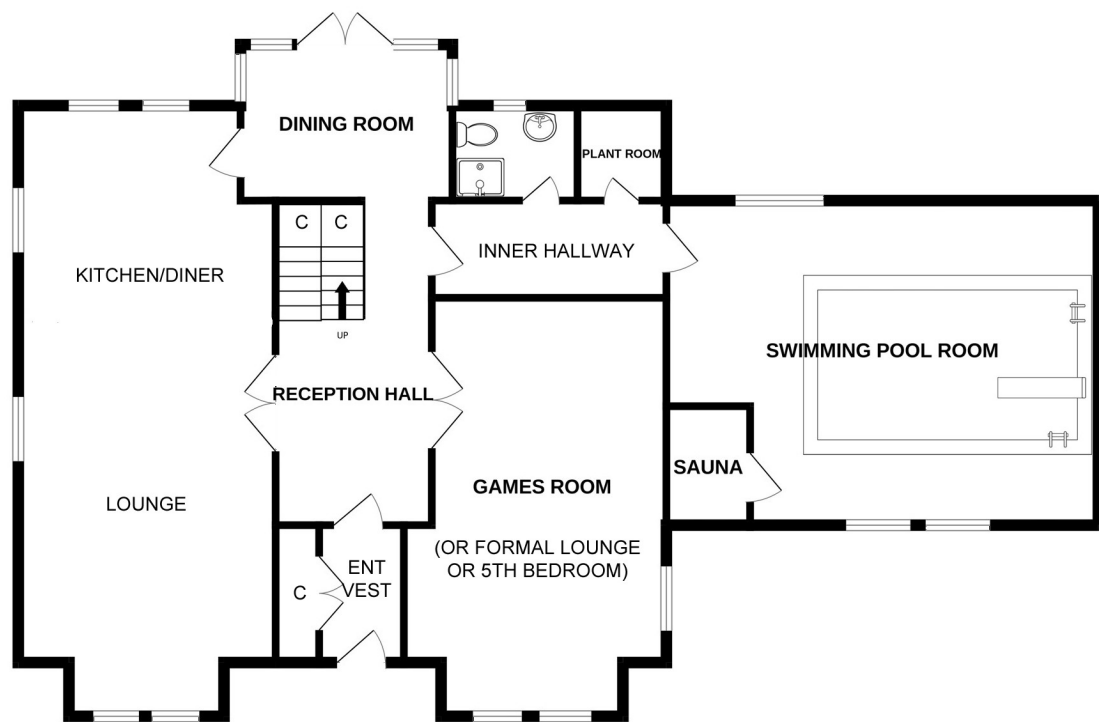 DINING ROOM
PLANT ROOM
C C
INNER HALLWAY
KITCHEN/DINER
UP
SWIMMING POOL ROOM
RECEPTION HALL
SAUNA
GAMES ROOM
LOUNGE
(OR FORMAL LOUNGE
OR 5TH BEDROOM)
ENT
VEST
C